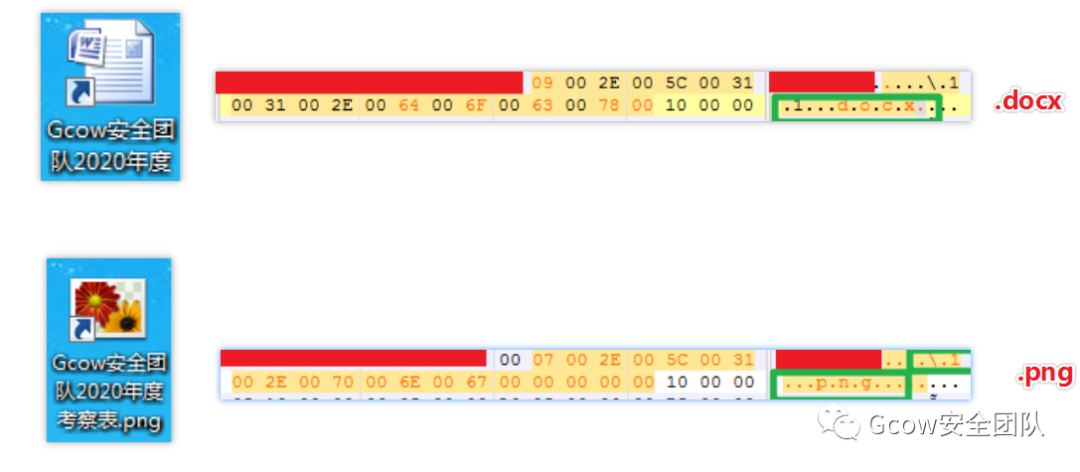 Gcow安全团
队2020年度
09 00 2E 00 5C 00 31 .....\.1
00 31 00 2E 00 64 00 6F 00 63 00 78 00 10 00 00 .1...d.o.c.x....
.docx
Gcow安全团
队2020年度
考察表.png
00 07 00 2E 00 5C 00 31 ....\.1
00 2E 00 70 00 6E 00 67 00 00 00 00 00 10 00 00 ...p.n.g........
.png
Gcow安全团队